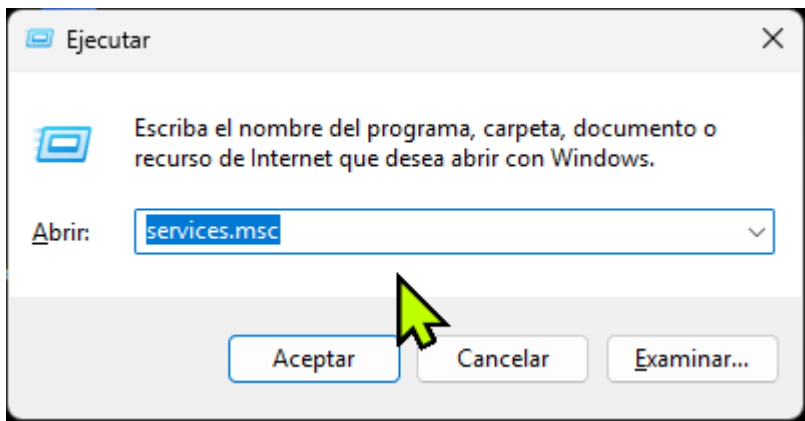 Ejecutar
Escriba el nombre del programa, carpeta, documento o
recurso de Internet que desea abrir con Windows.
Abrir: services.msc
Aceptar Cancelar Examinar...